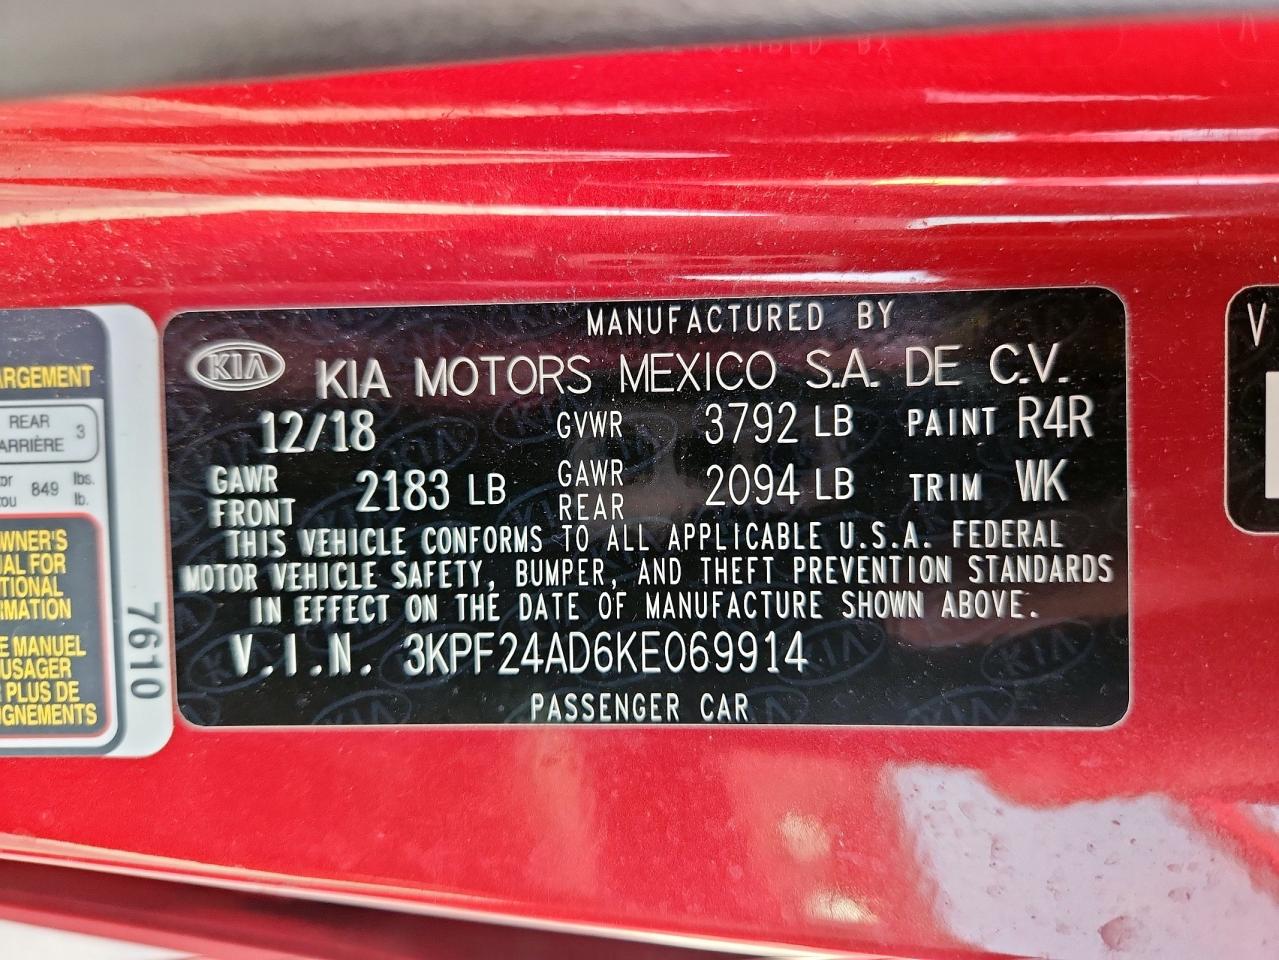 MANUFACTURED BY
KIA KIA MOTORS MEXICO S.A. DE C.V.
12/18 GVWR 3792 LB PAINT R4R
GAWR FRONT 2183 LB GAWR REAR 2094 LB TRIM WK
THIS VEHICLE CONFORMS TO ALL APPLICABLE U.S.A. FEDERAL
MOTOR VEHICLE SAFETY, BUMPER, AND THEFT PREVENTION STANDARDS
IN EFFECT ON THE DATE OF MANUFACTURE SHOWN ABOVE.
V.I.N. 3KPF24AD6KE069914
PASSENGER CAR
ARGEMENT
REAR
ARRIÈRE 3
or lbs.
ou 849 lb.
WNER'S
UAL FOR
TIONAL
RMATION
E MANUEL
USAGER
PLUS DE
IGNEMENTS
7610
V